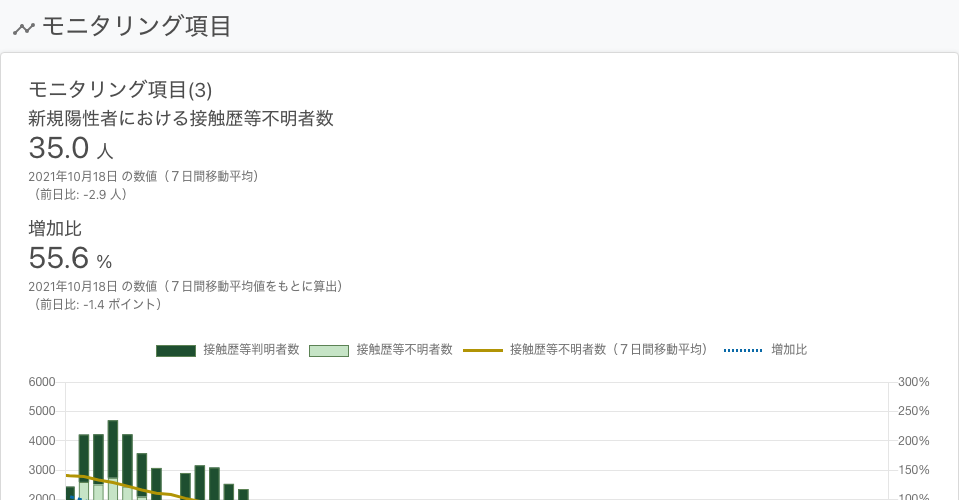 モニタリング項目
モニタリング項目(3)
新規陽性者における接触歴等不明者数
35.0 人
2021年10月18日 の数値（７日間移動平均）
（前日比: -2.9 人）
増加比
55.6 %
2021年10月18日 の数値（７日間移動平均値をもとに算出）
（前日比: -1.4 ポイント）
接触歴等判明者数 接触歴等不明者数 接触歴等不明者数（７日間移動平均） 増加比
6000 300%
5000 250%
4000 200%
3000 150%
2000 100%